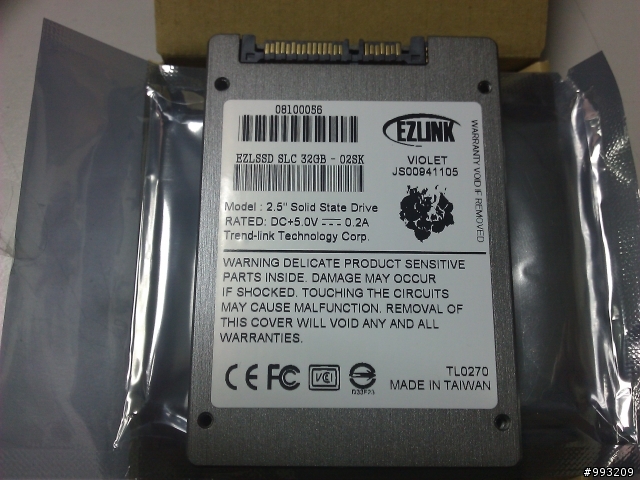 08100056
EZLINK
EZLSSD SLC 32GB - 02SK
VIOLET
JS00941105
WARRANTY VOID IF REMOVED
Model : 2.5" Solid State Drive
RATED: DC+5.0V 0.2A
Trend-link Technology Corp.
WARNING DELICATE PRODUCT SENSITIVE
PARTS INSIDE. DAMAGE MAY OCCUR
IF SHOCKED. TOUCHING THE CIRCUITS
MAY CAUSE MALFUNCTION. REMOVAL OF
THIS COVER WILL VOID ANY AND ALL
WARRANTIES.
CE FC VCI
D33F23
TL0270
MADE IN TAIWAN
#993209